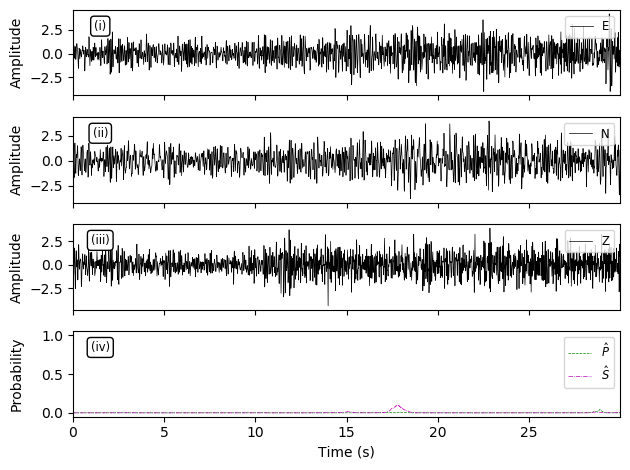 Amplitude
2.5
0.0
−2.5
(i)
E
Amplitude
2.5
0.0
−2.5
(ii)
N
Amplitude
2.5
0.0
−2.5
(iii)
Z
Probability
1.0
0.5
0.0
(iv)
P̂
Ŝ
0 5 10 15 20 25
Time (s)